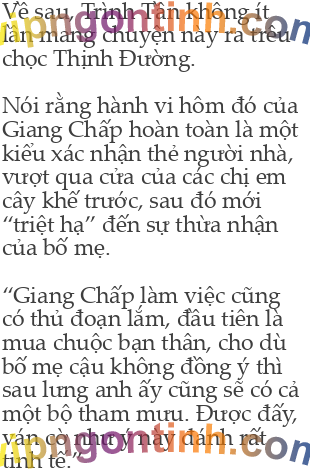 Về sau, Trình Tân không ít
lần mang chuyện này ra trêu
chọc Thịnh Đường.
Nói rằng hành vi hôm đó của
Giang Chấp hoàn toàn là một
kiểu xác nhận thẻ người nhà,
vượt qua cửa của các chị em
cây khế trước, sau đó mới
“triệt hạ” đến sự thừa nhận
của bố mẹ.
“Giang Chấp làm việc cũng
có thủ đoạn lắm, đầu tiên là
mua chuộc bạn thân, cho dù
bố mẹ cậu không đồng ý thì
sau lưng anh ấy cũng sẽ có cả
một bộ tham mưu. Được đấy,
ván cờ như ý này đánh rất
tinh tế.”
vipngontinh.com
vipngontinh.com